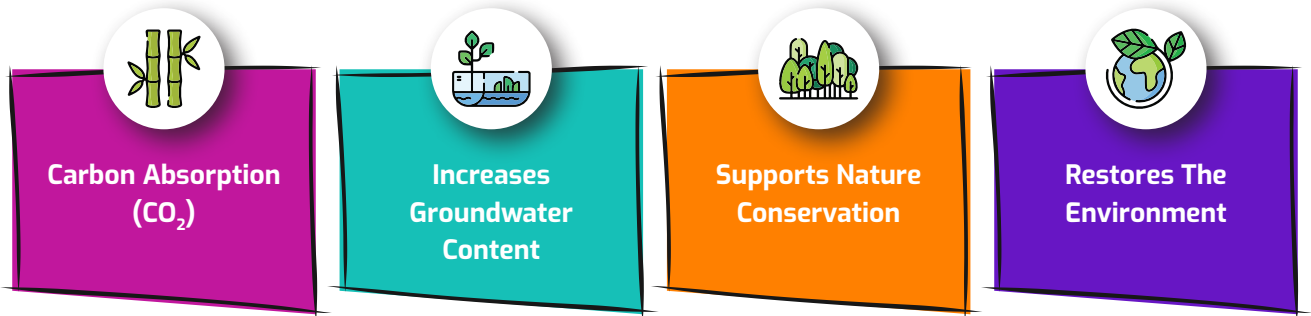 Carbon Absorption
(CO₂)
Increases
Groundwater
Content
Supports Nature
Conservation
Restores The
Environment